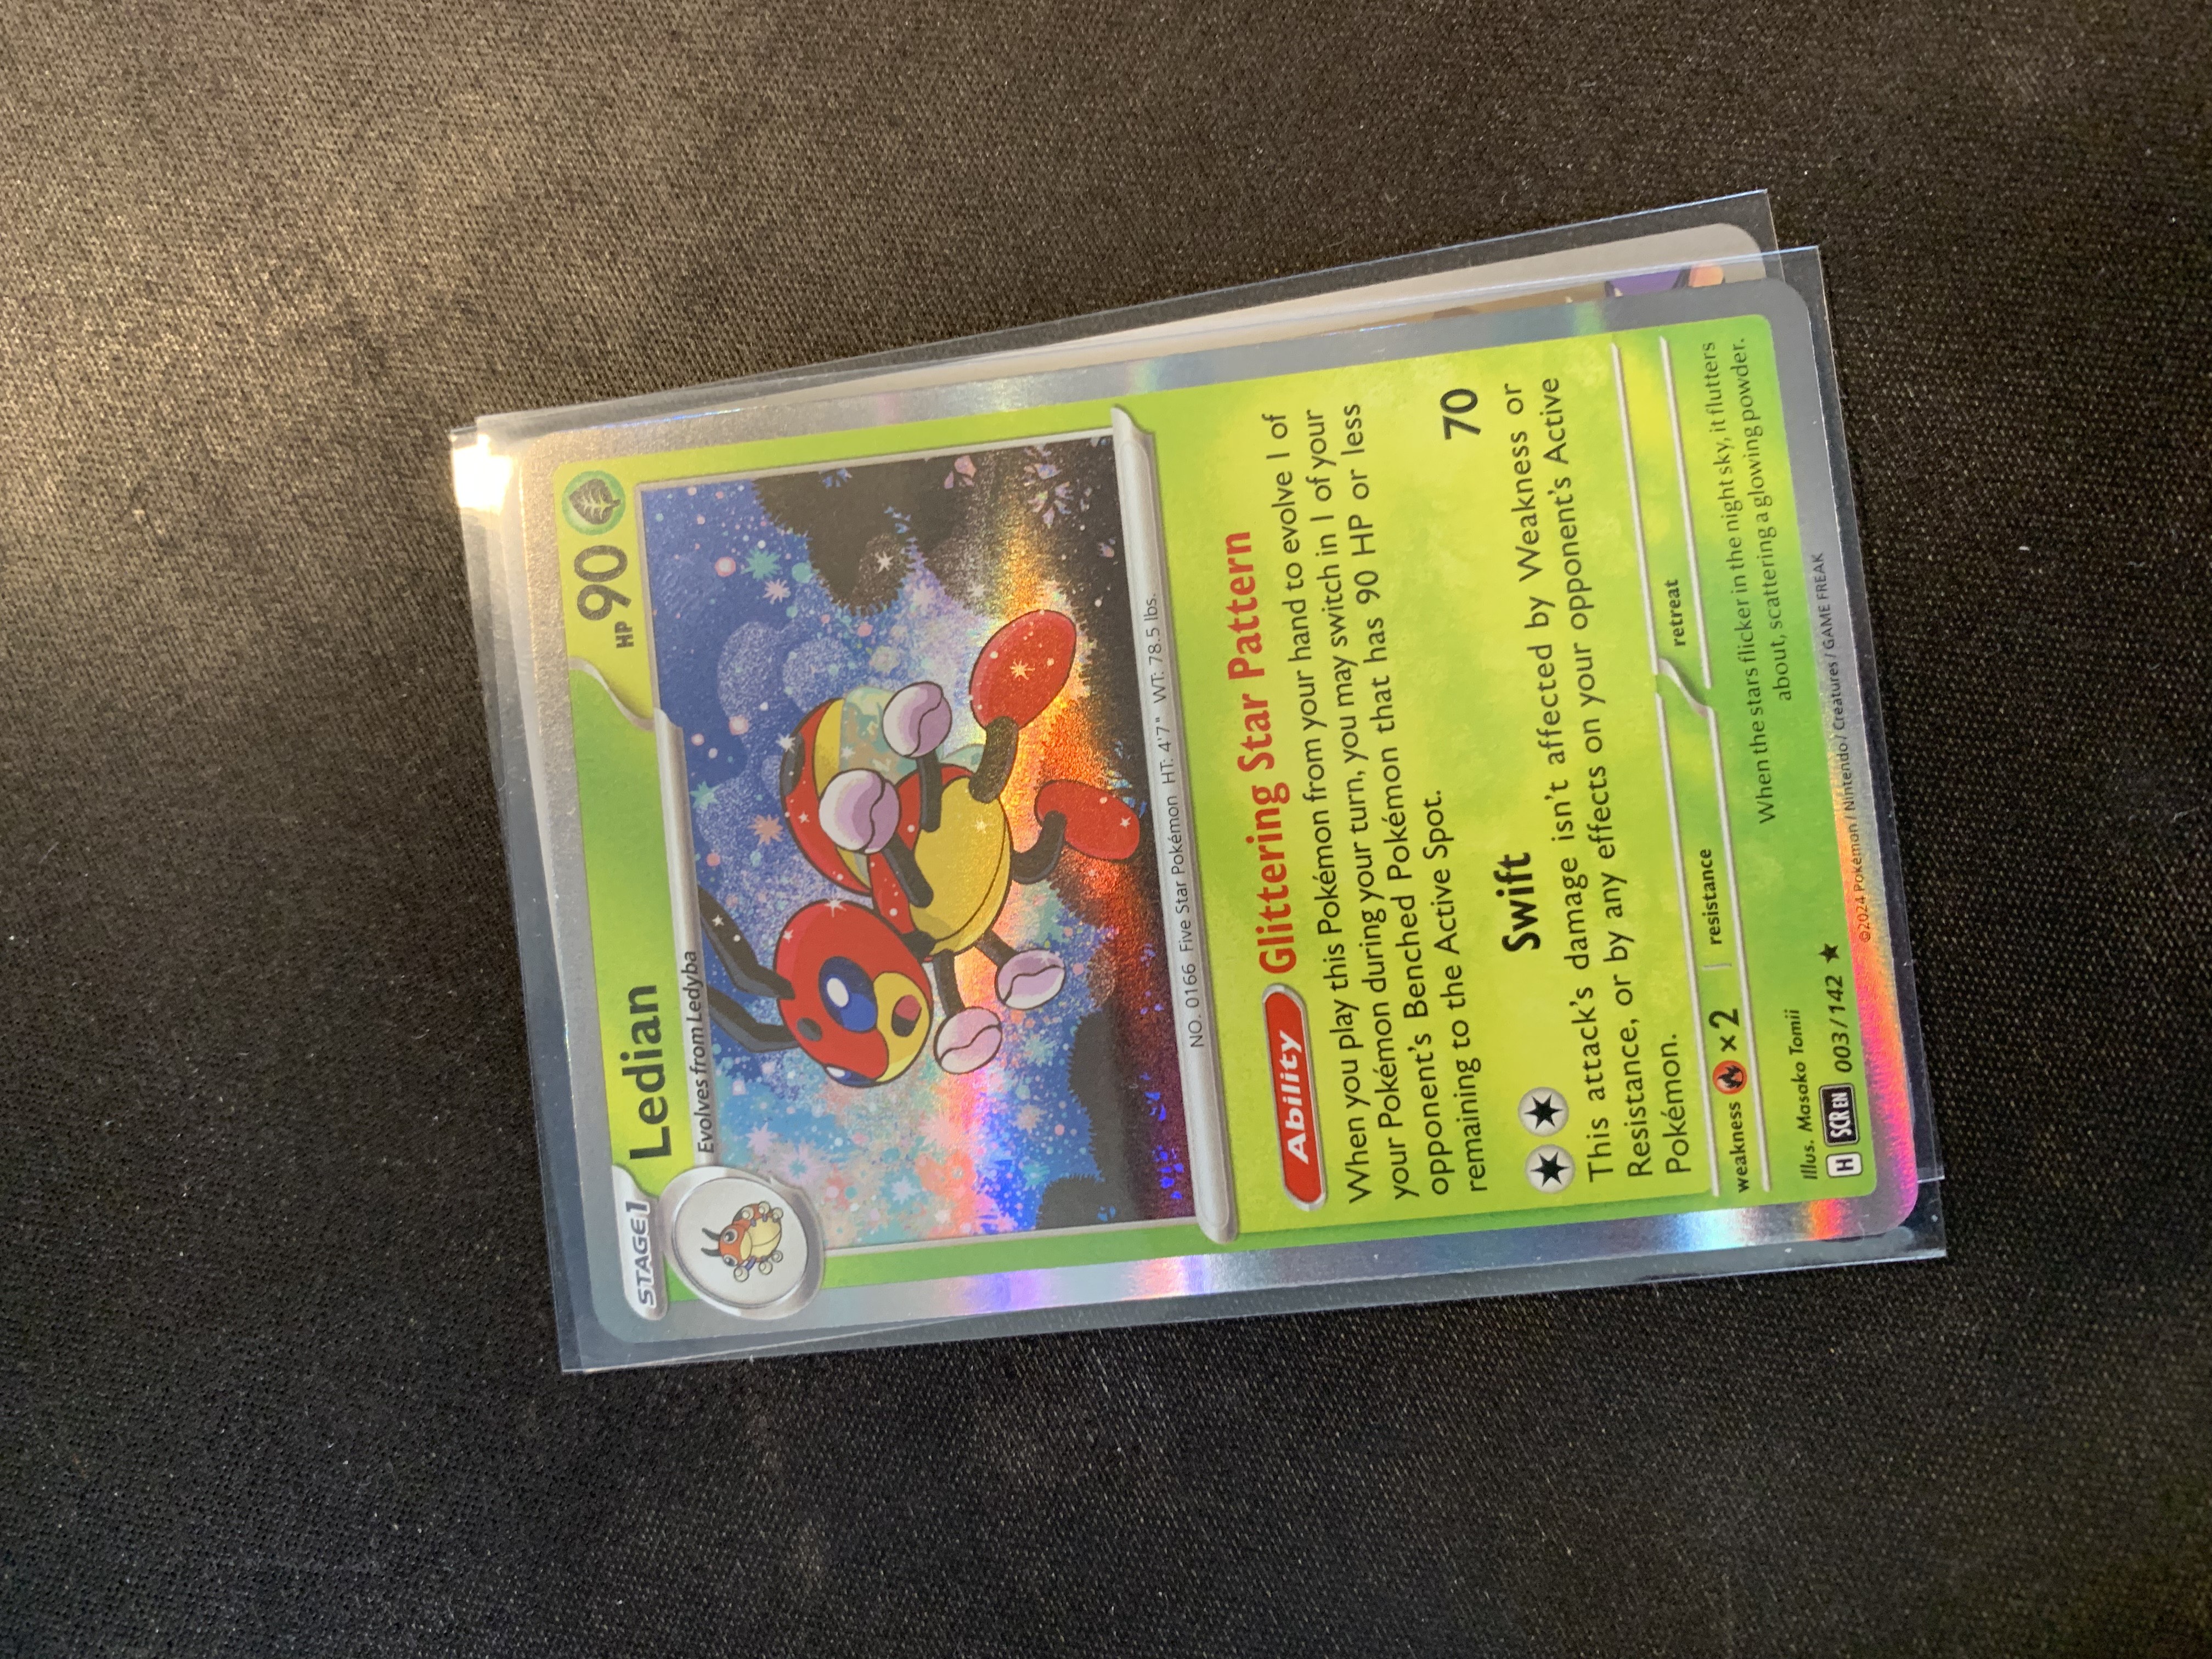 STAGE1
Ledian
HP 90
Evolves from Ledyba
NO. 0166 Five Star Pokémon HT: 4'7" WT: 78.5 lbs.
Ability Glittering Star Pattern
When you play this Pokémon from your hand to evolve 1 of
your Pokémon during your turn, you may switch in 1 of your
opponent's Benched Pokémon that has 90 HP or less
remaining to the Active Spot.
Swift 70
This attack's damage isn't affected by Weakness or
Resistance, or by any effects on your opponent's Active
Pokémon.
weakness ×2 resistance retreat
When the stars flicker in the night sky, it flutters
about, scattering a glowing powder.
Illus. Masako Tomii
H SCR EN 003/142 ★
©2024 Pokémon / Nintendo / Creatures / GAME FREAK